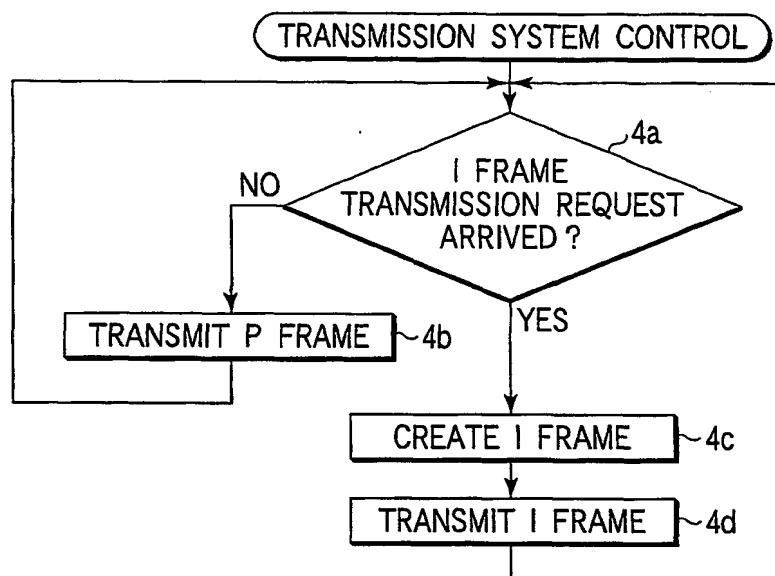 TRANSMISSION SYSTEM CONTROL
4a
I FRAME
TRANSMISSION REQUEST
ARRIVED?
NO
YES
TRANSMIT P FRAME
4b
CREATE I FRAME
4c
TRANSMIT I FRAME
4d